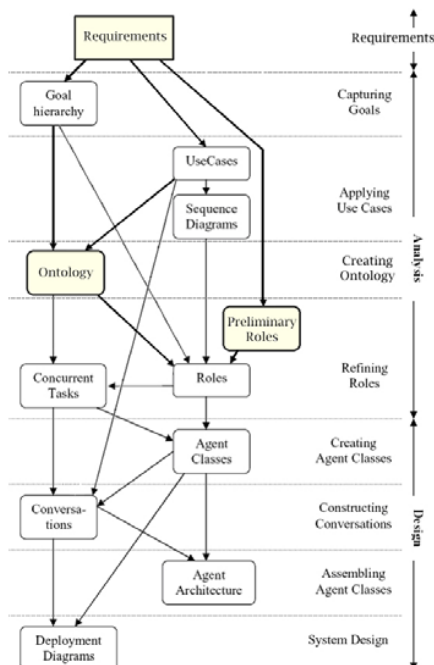 Requirements
Requirements
Goal
hierarchy
Capturing
Goals
UseCases
Sequence
Diagrams
Applying
Use Cases
Ontology
Creating
Ontology
Analysis
Preliminary
Roles
Concurrent
Tasks
Roles
Refining
Roles
Agent
Classes
Creating
Agent Classes
Conversa-
tions
Constructing
Conversations
Design
Agent
Architecture
Assembling
Agent Classes
Deployment
Diagrams
System Design